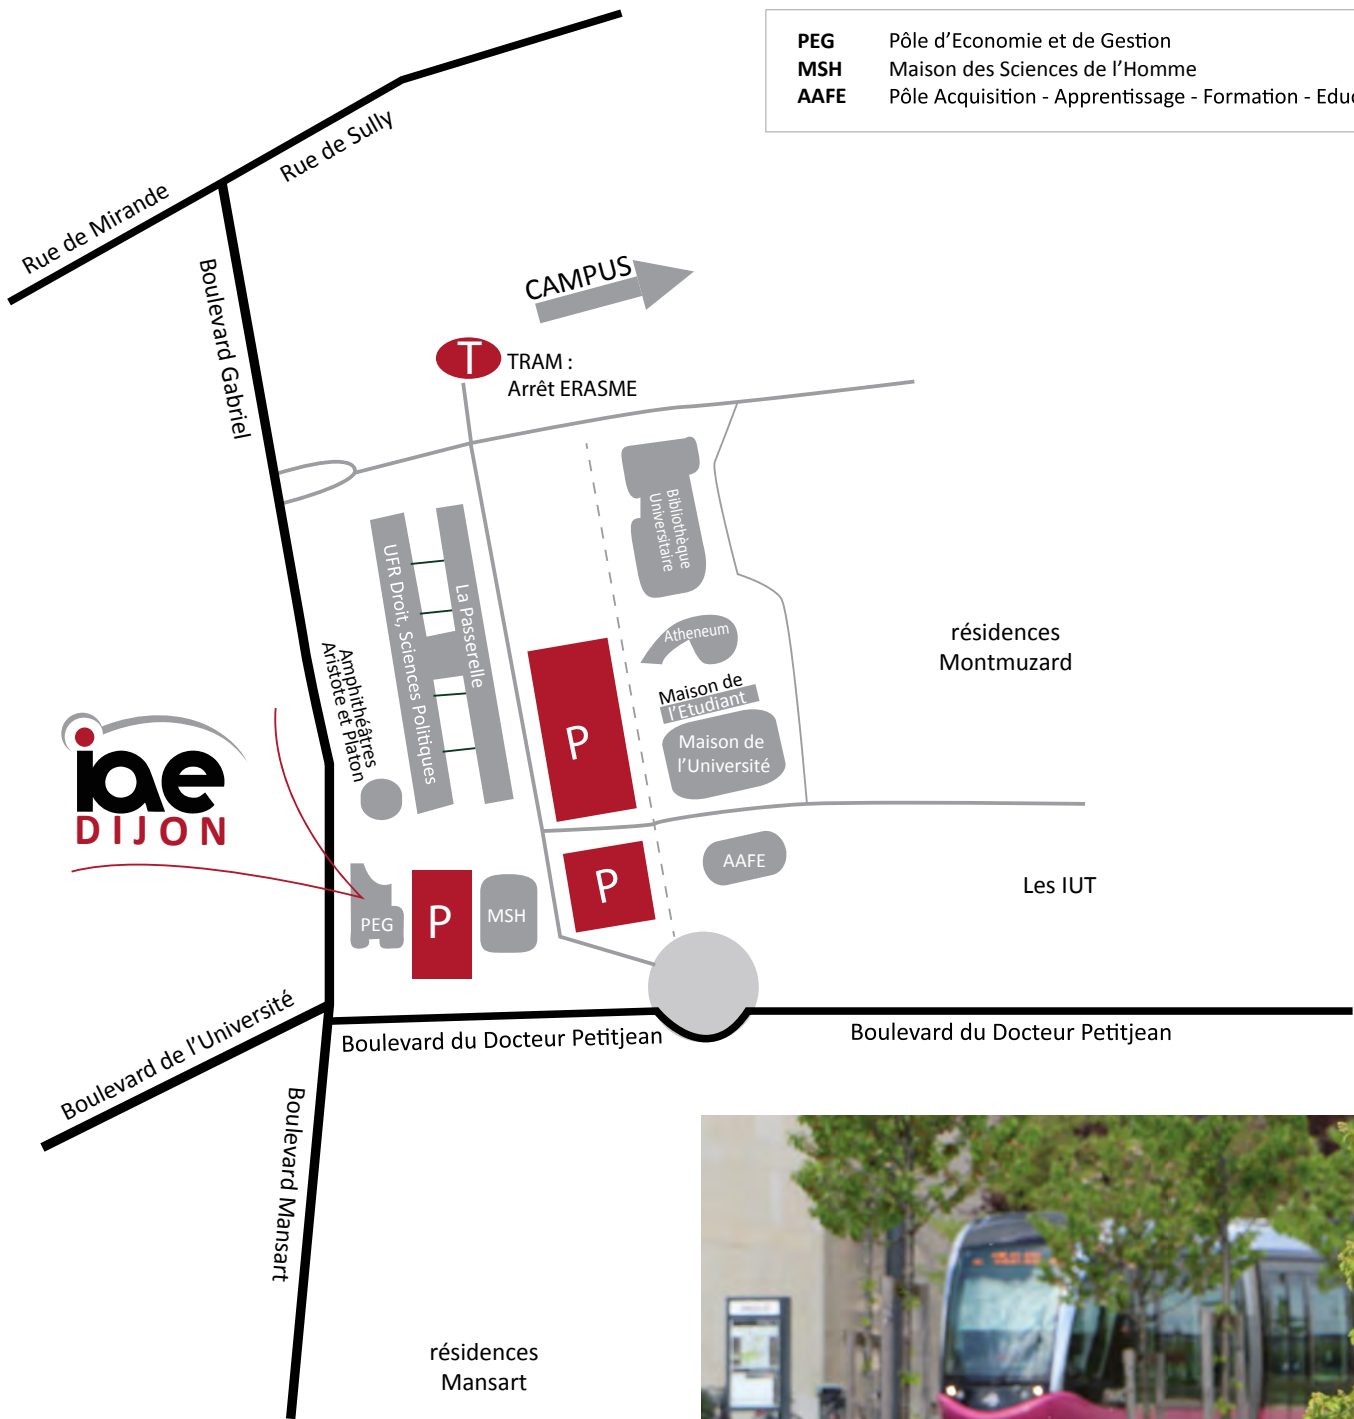 PEG Pôle d'Economie et de Gestion
MSH Maison des Sciences de l'Homme
AAFE Pôle Acquisition - Apprentissage - Formation - Educ
Rue de Sully
Rue de Mirande
Boulevard Gabriel
CAMPUS
T
TRAM :
Arrêt ERASME
Bibliothèque
Universitaire
UFR Droit, Sciences Politiques
La Passerelle
Atheneum
résidences
Montmuzard
Amphithéâtres
Aristote et Platon
Maison de
l'Etudiant
Maison de
l'Université
P
iae
DIJON
AAFE
P
Les IUT
PEG
P
MSH
Boulevard de l'Université
Boulevard du Docteur Petitjean
Boulevard du Docteur Petitjean
Boulevard Mansart
résidences
Mansart